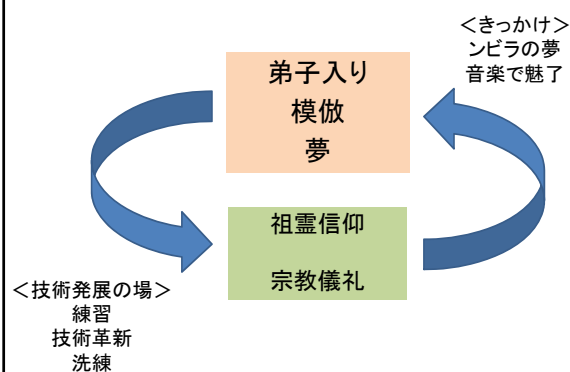 ＜きっかけ＞
ンビラの夢
音楽で魅了
弟子入り
模倣
夢
祖霊信仰
宗教儀礼
＜技術発展の場＞
練習
技術革新
洗練